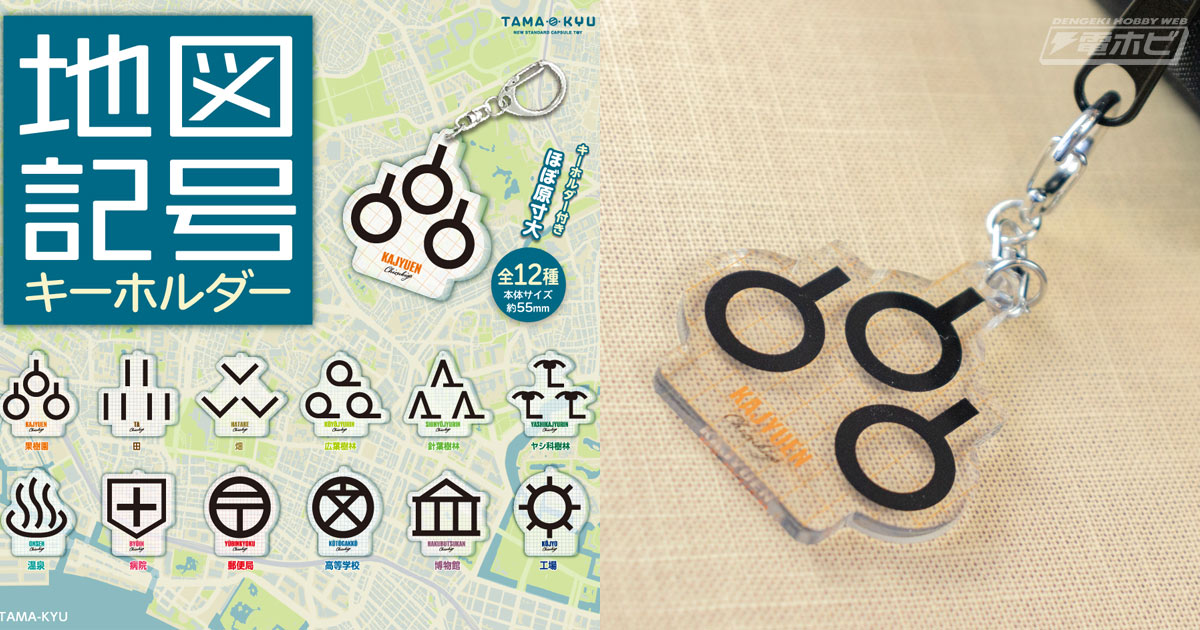 TAMA-KYU
NEW STANDARD CAPSULE TOY
地図
記号
キーホルダー
キーホルダー付き
ほぼ原寸大
KAJYUEN
Chizukigo
全12種
本体サイズ
約55mm
KAJYUEN
果樹園
TA
田
HATAKE
畑
KOYOJYURIN
広葉樹林
SHINYOJYURIN
針葉樹林
YASHIKAJYURIN
ヤシ科樹林
ONSEN
温泉
BYOIN
病院
YUBINKYOKU
郵便局
KOTOGAKKO
高等学校
HAKUBUTSUKAN
博物館
KOJYO
工場
TAMA-KYU
DENGEKI HOBBY WEB
電ホビ
KAJYUEN